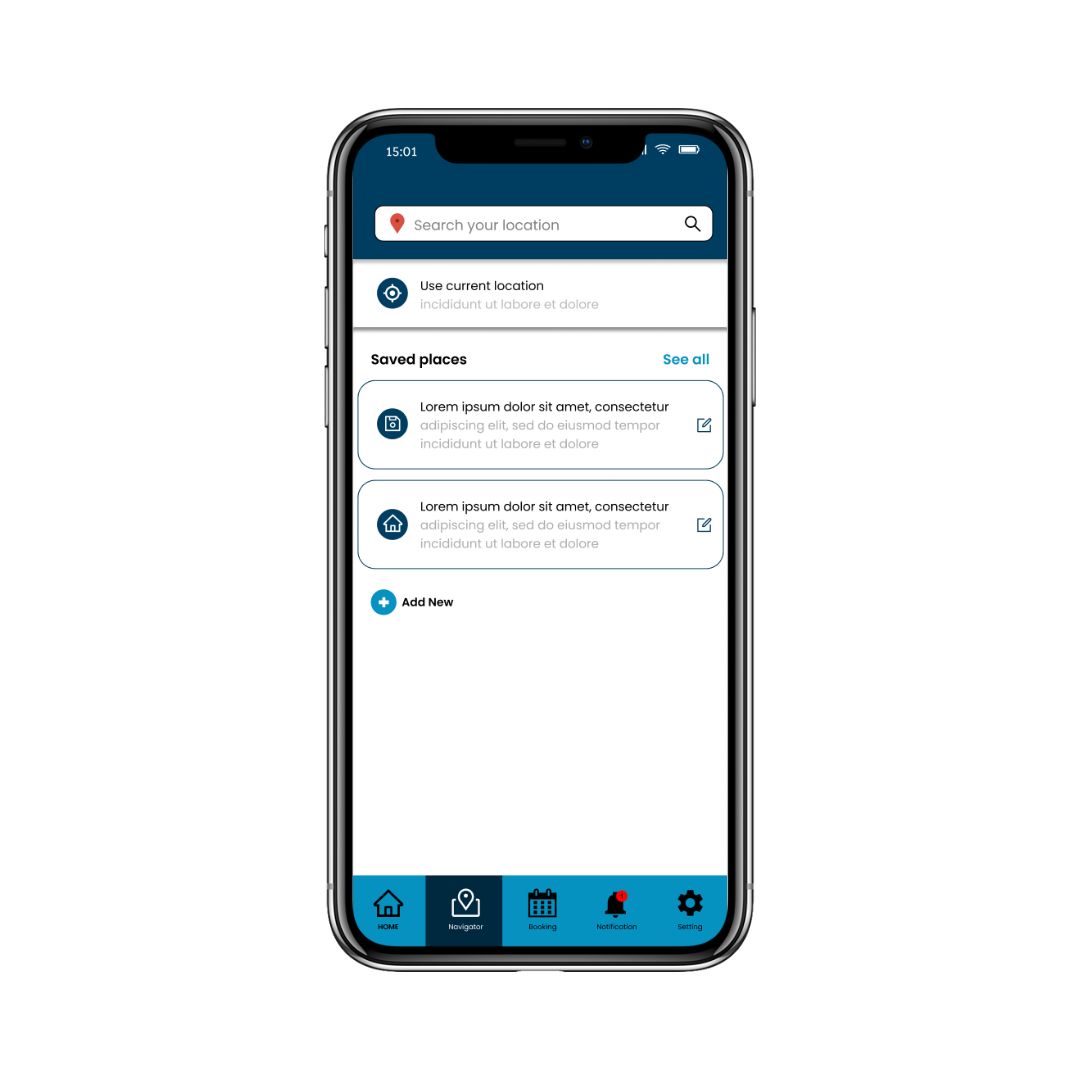 15:01
Search your location
Use current location
incididunt ut labore et dolore
Saved places
See all
Lorem ipsum dolor sit amet, consectetur
adipiscing elit, sed do eiusmod tempor
incididunt ut labore et dolore
Lorem ipsum dolor sit amet, consectetur
adipiscing elit, sed do eiusmod tempor
incididunt ut labore et dolore
Add New
HOME
Navigator
Booking
Notification
Setting